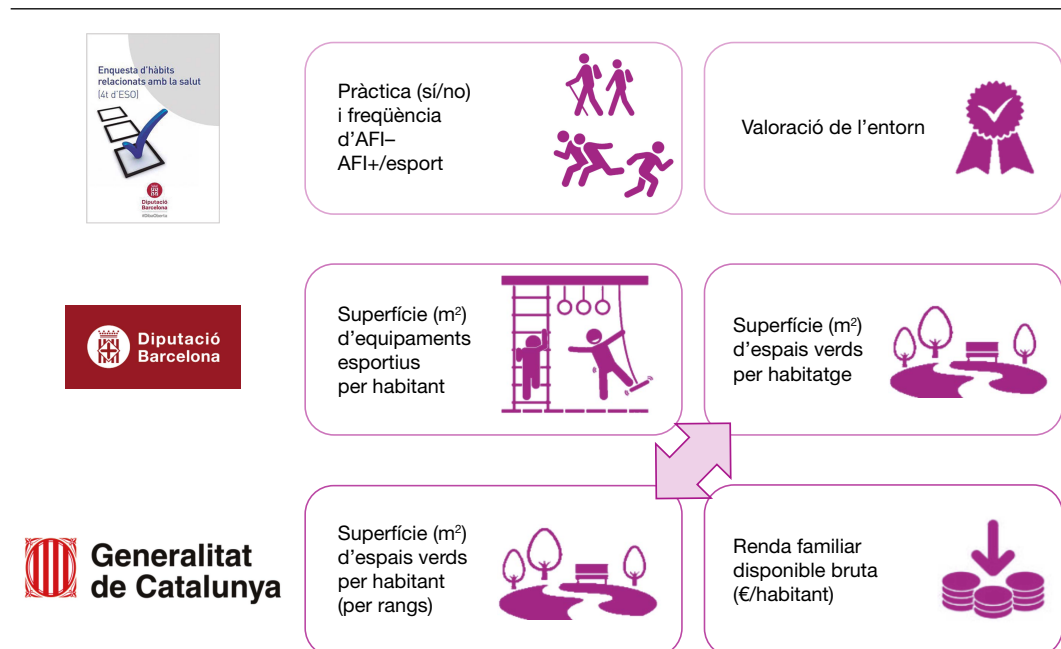 Enquesta d'hàbits
relacionats amb la salut
(4t d'ESO)
Diputació
Barcelona
Pràctica (sí/no)
i freqüència
d'AFI–
AFI+/esport
Valoració de l'entorn
Diputació
Barcelona
Superfície (m²)
d'equipaments
esportius
per habitant
Superfície (m²)
d'espais verds
per habitatge
Generalitat
de Catalunya
Superfície (m²)
d'espais verds
per habitant
(per rangs)
Renda familiar
disponible bruta
(€/habitant)